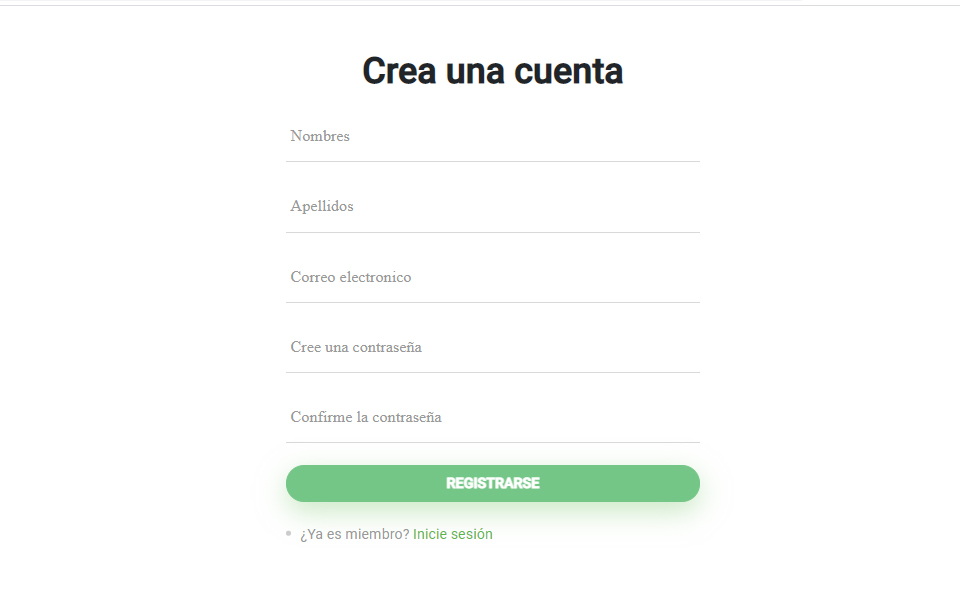 Crea una cuenta
Nombres
Apellidos
Correo electronico
Cree una contraseña
Confirme la contraseña
REGISTRARSE
¿Ya es miembro? Inicie sesión